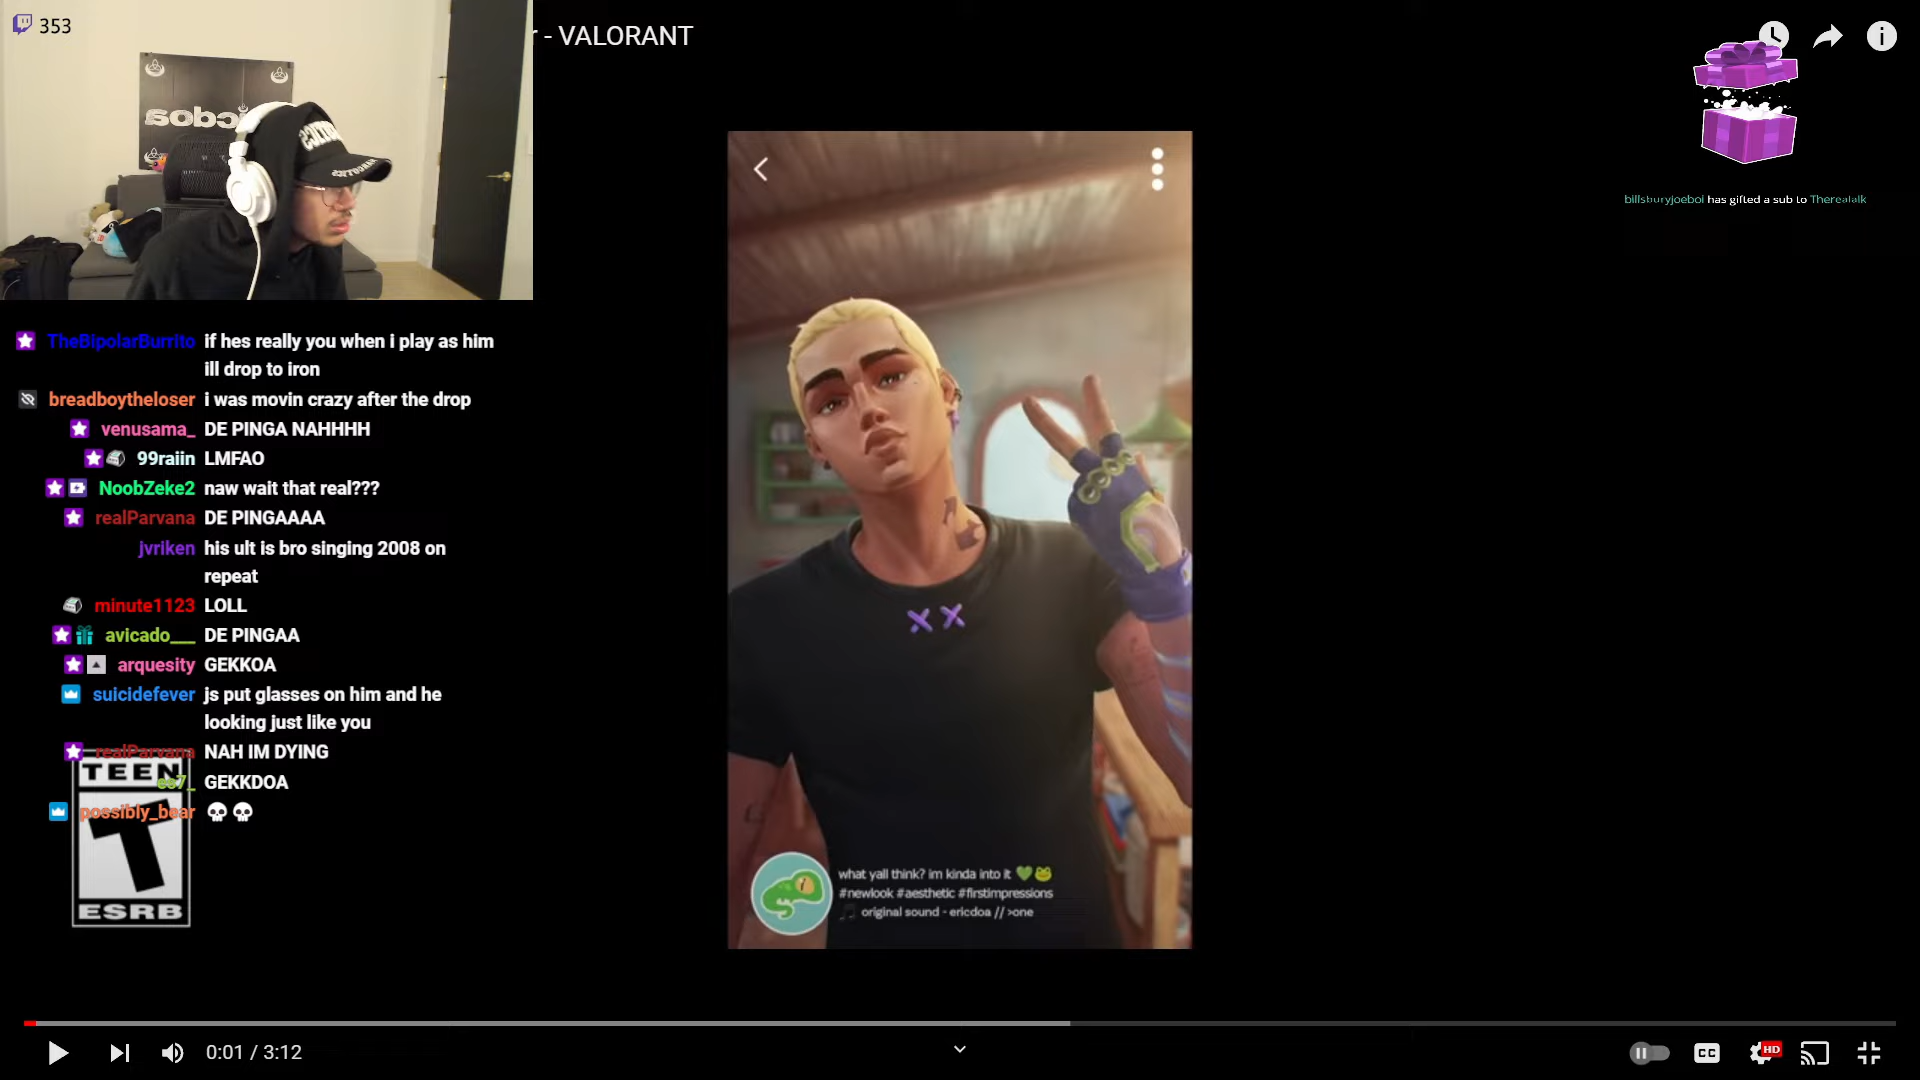 353
r - VALORANT
billsburyjoeboi has gifted a sub to Therealalk
TheBipolarBurrito if hes really you when i play as him
ill drop to iron
breadboytheloser i was movin crazy after the drop
venusama_ DE PINGA NAHHHH
99raiin LMFAO
NoobZeke2 naw wait that real???
realParvana DE PINGAAAA
jvriken his ult is bro singing 2008 on
repeat
minute1123 LOLL
avicado___ DE PINGAA
arquesity GEKKOA
suicidefever js put glasses on him and he
looking just like you
realParvana NAH IM DYING
TEEN
GEKKDOA
possibly_bear 💀 💀
T
ESRB
what yall think? im kinda into it 💚🐸
#newlook #aesthetic #firstimpressions
original sound - ericdoa // >one
0:01 / 3:12
CC
HD